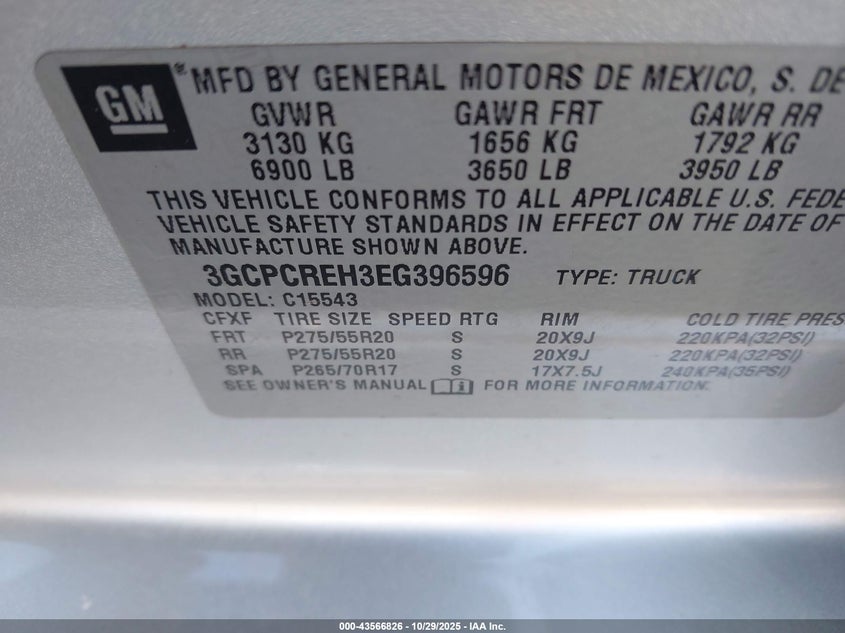 GM ® MFD BY GENERAL MOTORS DE MEXICO, S. DE
GVWR GAWR FRT GAWR RR
3130 KG 1656 KG 1792 KG
6900 LB 3650 LB 3950 LB
THIS VEHICLE CONFORMS TO ALL APPLICABLE U.S. FEDE
VEHICLE SAFETY STANDARDS IN EFFECT ON THE DATE OF
MANUFACTURE SHOWN ABOVE.
3GCPCREH3EG396596 TYPE: TRUCK
MODEL: C15543
CFXF TIRE SIZE SPEED RTG RIM COLD TIRE PRES
FRT P275/55R20 S 20X9J 220KPA(32PSI)
RR P275/55R20 S 20X9J 220KPA(32PSI)
SPA P265/70R17 S 17X7.5J 240KPA(35PSI)
SEE OWNER'S MANUAL FOR MORE INFORMATION.
000-43566826 - 10/29/2025 - IAA Inc.